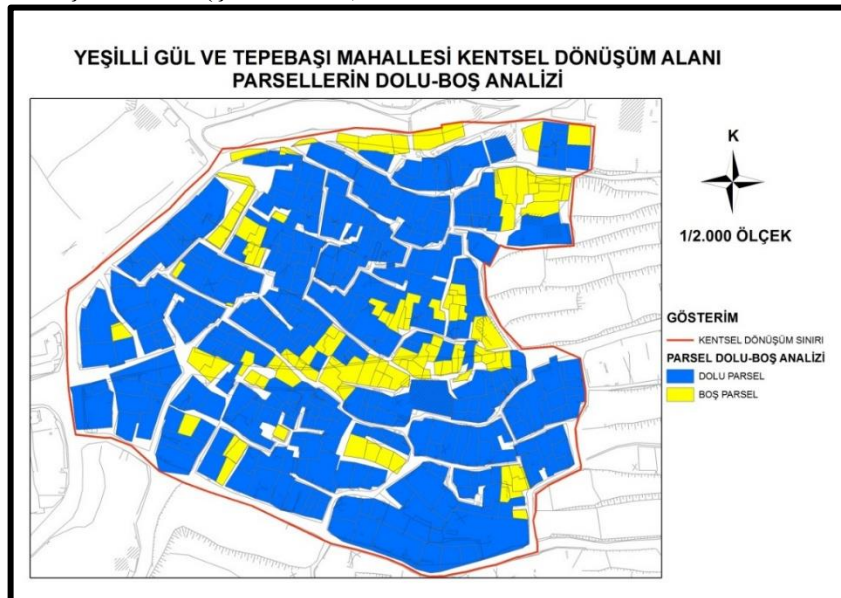 YEŞİLLİ GÜL VE TEPEBAŞI MAHALLESİ KENTSEL DÖNÜŞÜM ALANI
PARSELLERİN DOLU-BOŞ ANALİZİ
K
1/2.000 ÖLÇEK
GÖSTERİM
KENTSEL DÖNÜŞÜM SINIRI
PARSEL DOLU-BOŞ ANALİZİ
DOLU PARSEL
BOŞ PARSEL